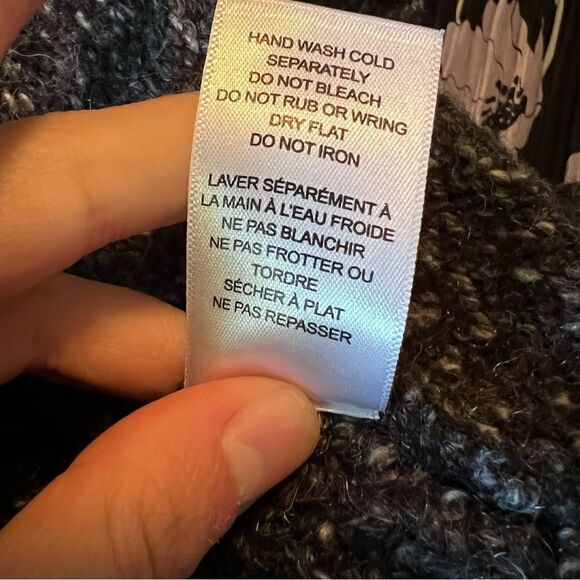 HAND WASH COLD
SEPARATELY
DO NOT BLEACH
DO NOT RUB OR WRING
DRY FLAT
DO NOT IRON
LAVER SÉPARÉMENT À
LA MAIN À L'EAU FROIDE
NE PAS BLANCHIR
NE PAS FROTTER OU
TORDRE
SÉCHER À PLAT
NE PAS REPASSER